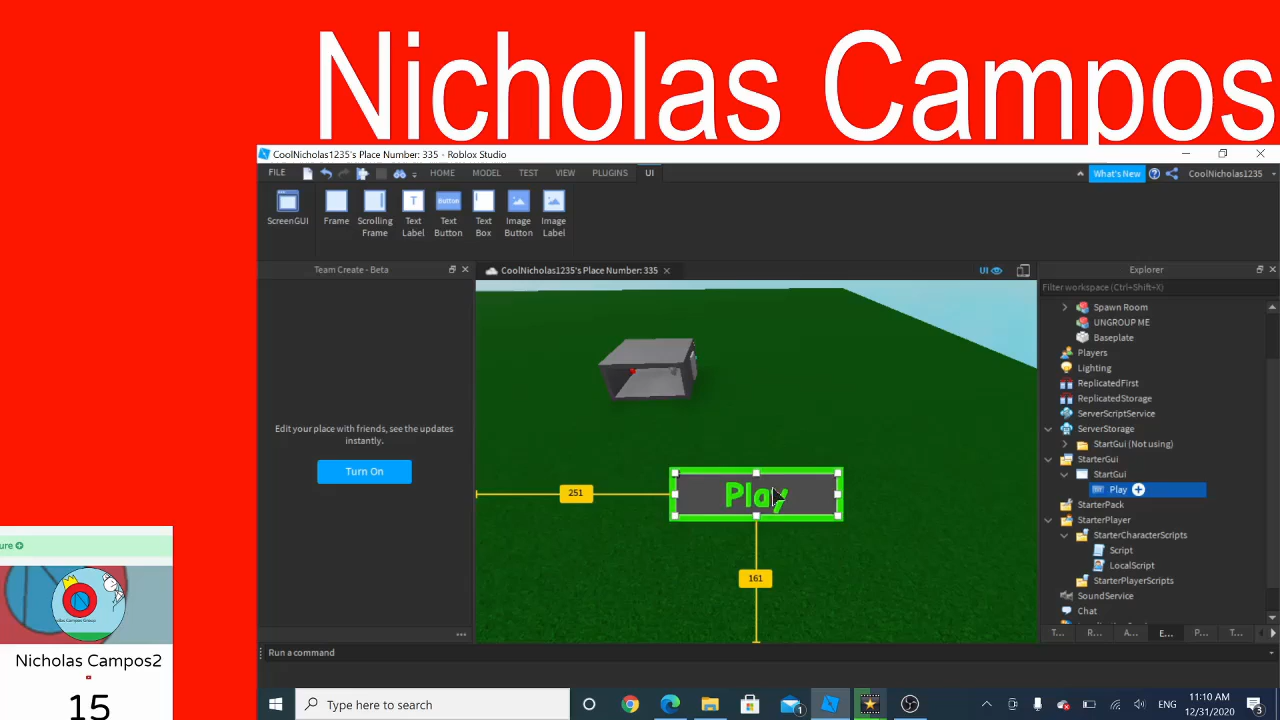 Nicholas Campos
CoolNicholas1235's Place Number: 335 - Roblox Studio
FILE HOME MODEL TEST VIEW PLUGINS UI What's New CoolNicholas1235
ScreenGUI Frame Scrolling Frame Text Label Text Button Text Box Image Button Image Label
Button
Team Create - Beta
CoolNicholas1235's Place Number: 335
UI
Explorer
Filter workspace (Ctrl+Shift+X)
Spawn Room
UNGROUP ME
Baseplate
Players
Lighting
ReplicatedFirst
ReplicatedStorage
ServerScriptService
ServerStorage
StartGui (Not using)
StarterGui
StartGui
Play
StarterPack
StarterPlayer
StarterCharacterScripts
Script
LocalScript
StarterPlayerScripts
SoundService
Chat
Edit your place with friends, see the updates
instantly.
Turn On
251
Play
161
T... R... A... E... P... T...
Run a command
ure
Nicholas Campos2
15
Type here to search
1
ENG
11:10 AM
12/31/2020
3